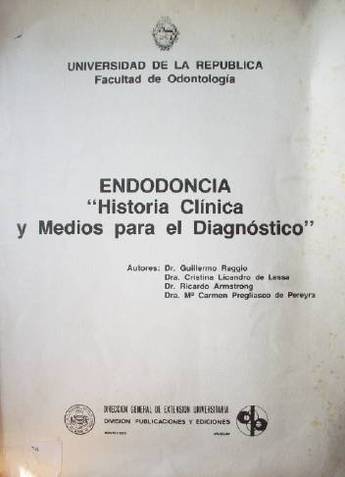 UNIVERSIDAD DE LA REPUBLICA
Facultad de Odontología
ENDODONCIA
"Historia Clínica
y Medios para el Diagnóstico"
Autores: Dr. Guillermo Raggio
Dra. Cristina Licandro de Lessa
Dr. Ricardo Armstrong
Dra. Mª Carmen Pregliasco de Pereyra
DIRECCION GENERAL DE EXTENSION UNIVERSITARIA
DIVISION PUBLICACIONES Y EDICIONES